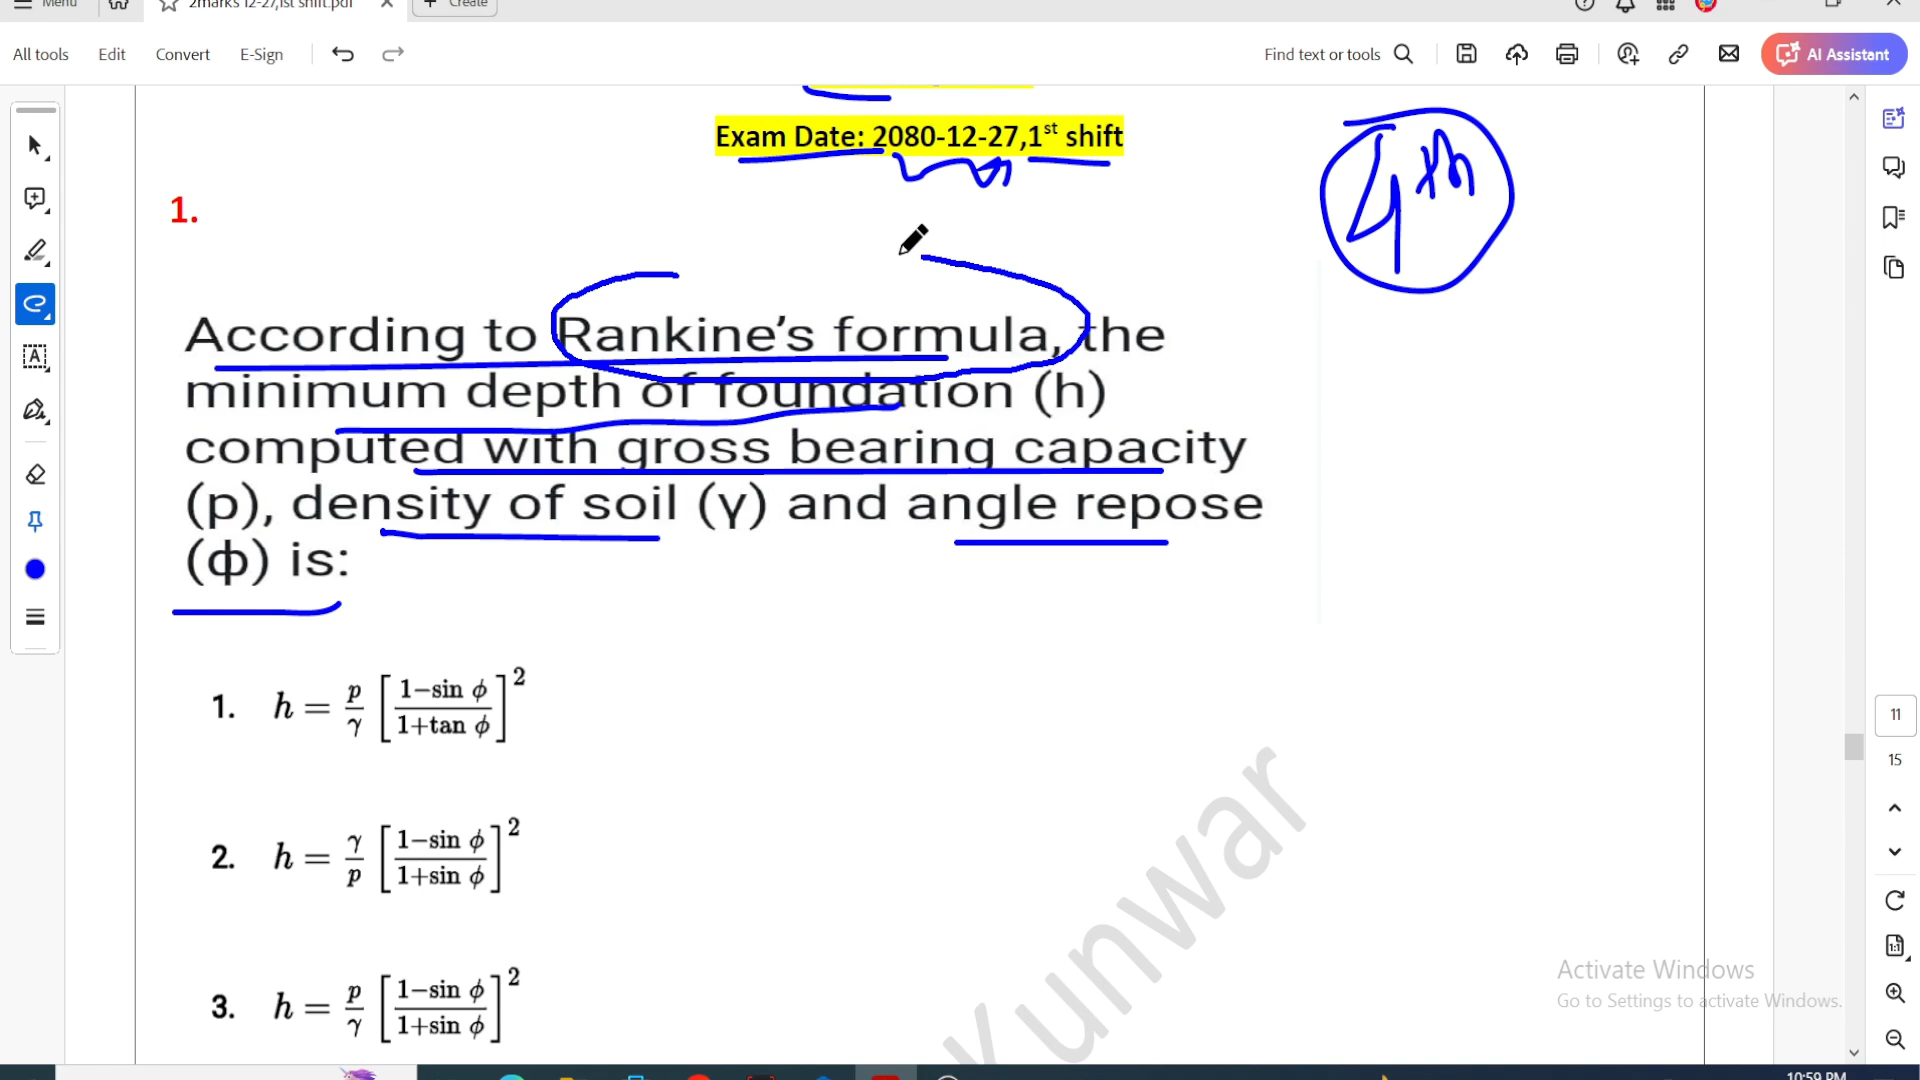 Menu
2marks 12-27,1st shift.pdf
Create
All tools
Edit
Convert
E-Sign
Find text or tools
AI Assistant
Exam Date: 2080-12-27,1st shift
4th
1.
According to Rankine's formula, the
minimum depth of foundation (h)
computed with gross bearing capacity
(p), density of soil (γ) and angle repose
(ϕ) is:
1. h = p/γ [1−sin ϕ / 1+tan ϕ]²
2. h = γ/p [1−sin ϕ / 1+sin ϕ]²
3. h = p/γ [1−sin ϕ / 1+sin ϕ]²
Kunwar
11
15
Activate Windows
Go to Settings to activate Windows.
10:59 PM